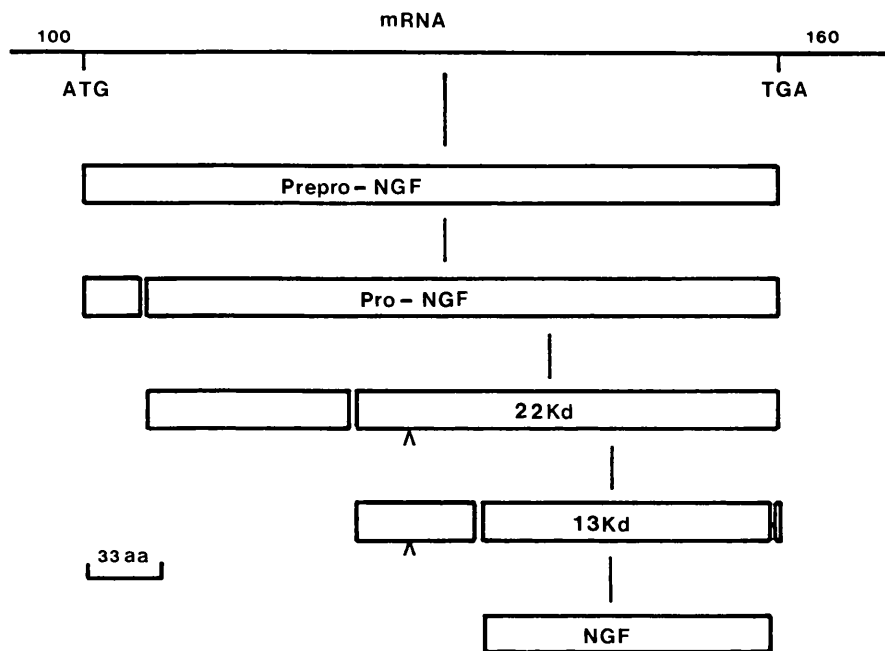 mRNA
100 160
ATG TGA
Prepro - NGF
Pro - NGF
22Kd
^
13Kd
^
33aa
NGF